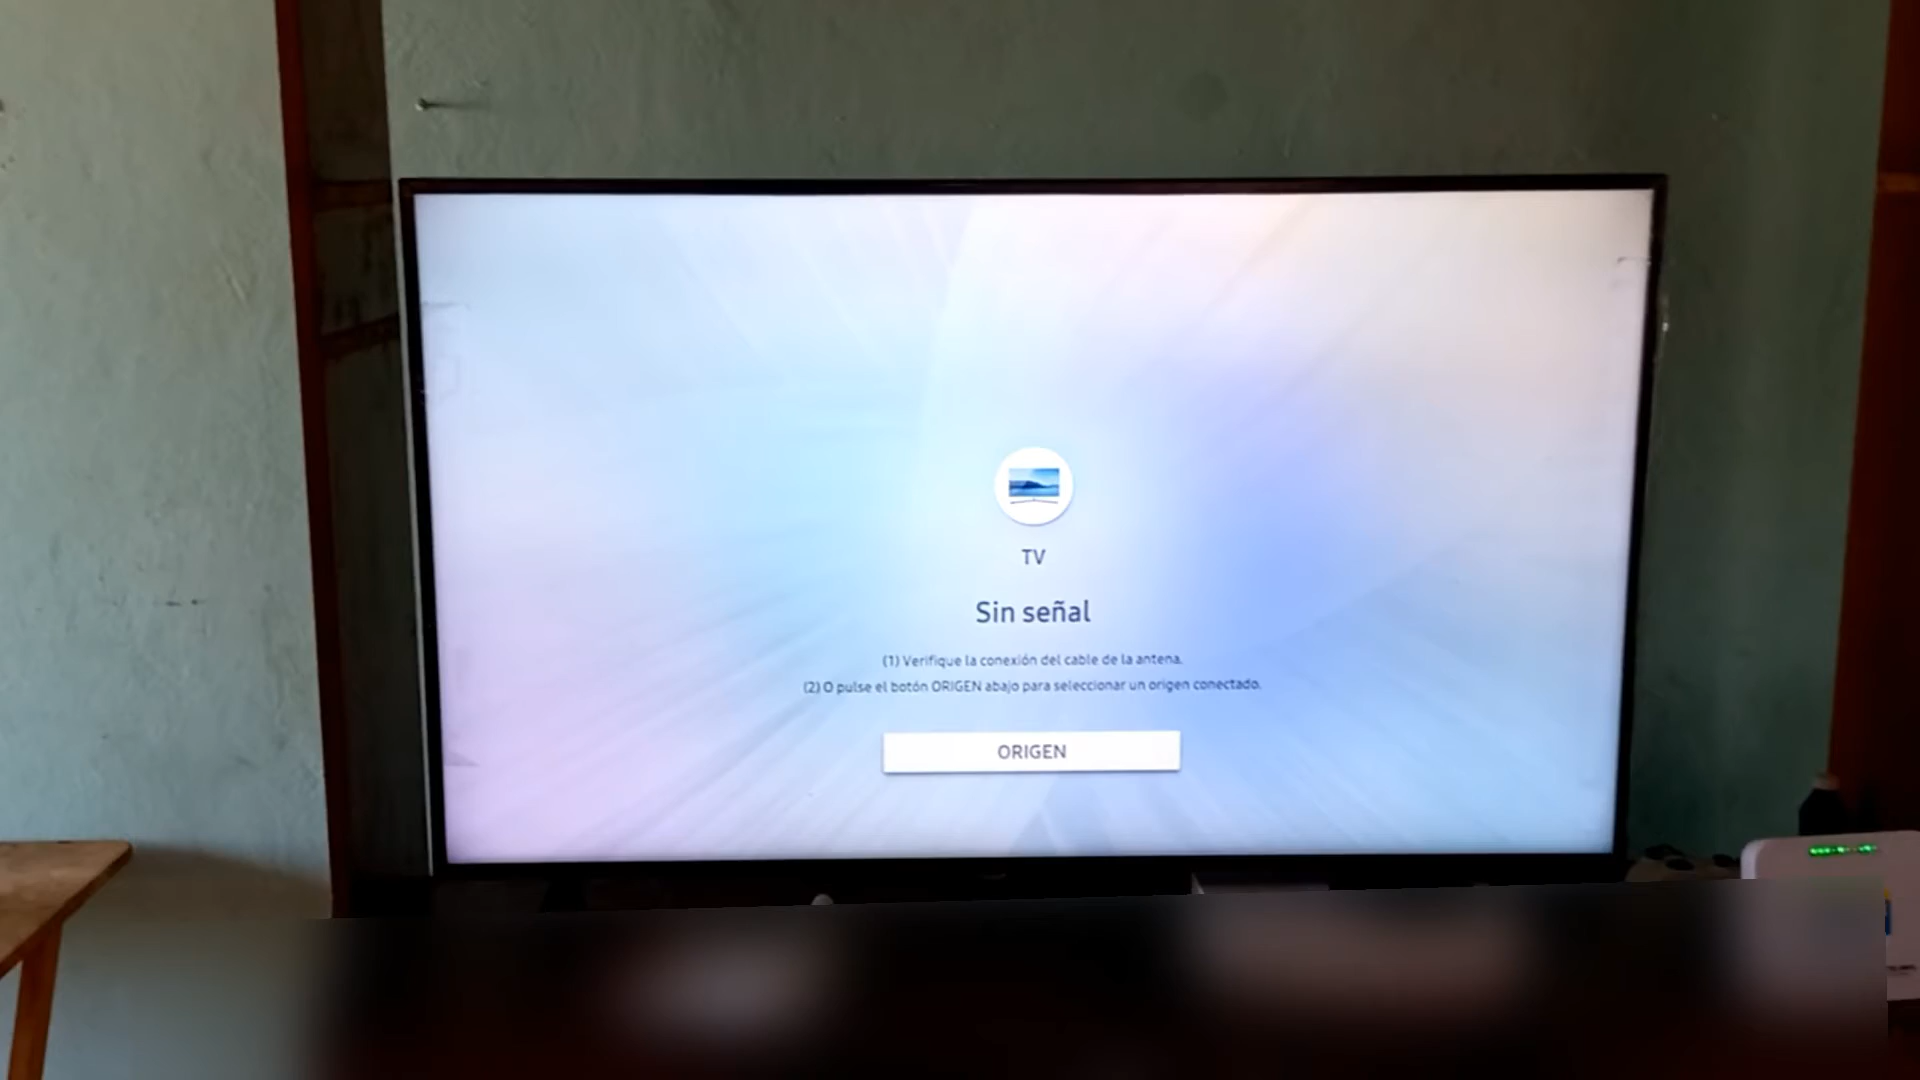 TV
Sin señal
(1) Verifique la conexión del cable de la antena.
(2) O pulse el botón ORIGEN abajo para seleccionar un origen conectado.
ORIGEN